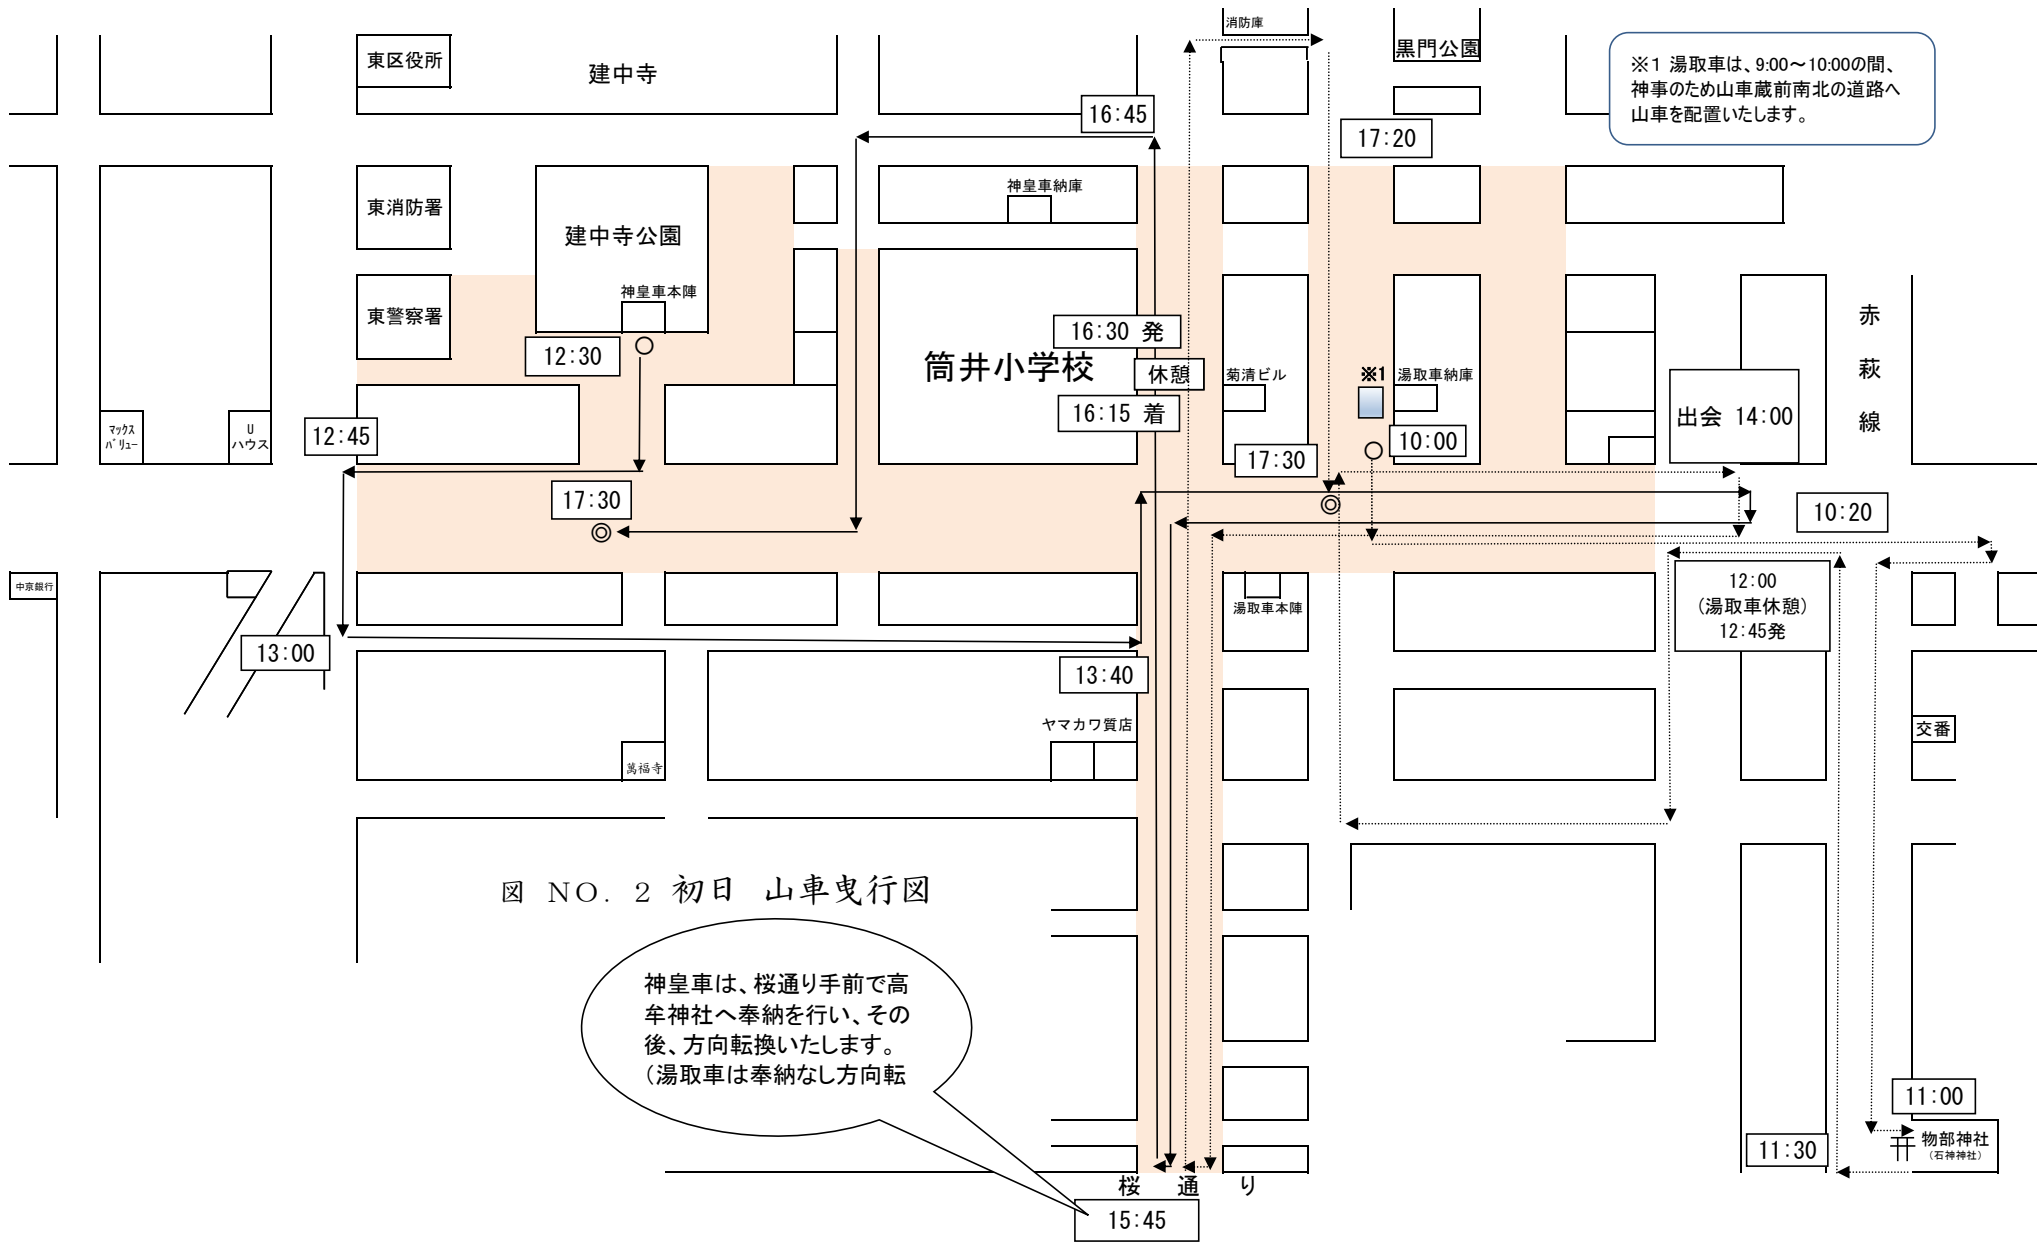 消防庫
東区役所
建中寺
黒門公園
※1 湯取車は、9:00~10:00の間、
神事のため山車蔵前南北の道路へ
山車を配置いたします。
16:45
17:20
神皇車納庫
東消防署
建中寺公園
神皇車本陣
東警察署
12:30
16:30 発
筒井小学校
休憩
菊清ビル
※1
湯取車納庫
16:15 着
出会 14:00
赤
萩
線
マックス
バリュー
U
ハウス
12:45
10:00
17:30
17:30
10:20
中京銀行
12:00
(湯取車休憩)
12:45発
湯取車本陣
13:00
13:40
ヤマカワ質店
交番
萬福寺
図 NO. 2 初日 山車曳行図
神皇車は、桜通り手前で高
牟神社へ奉納を行い、その
後、方向転換いたします。
(湯取車は奉納なし方向転
11:00
物部神社
(石神神社)
11:30
桜 通 り
15:45